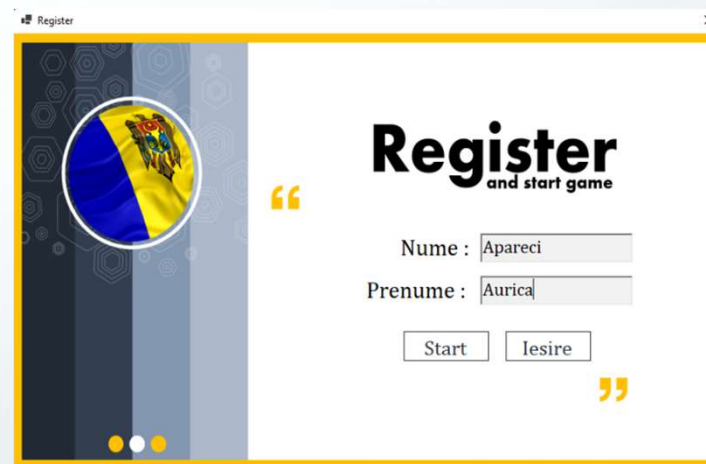 Register
Register
and start game
Nume : Apareci
Prenume : Aurica
Start Iesire